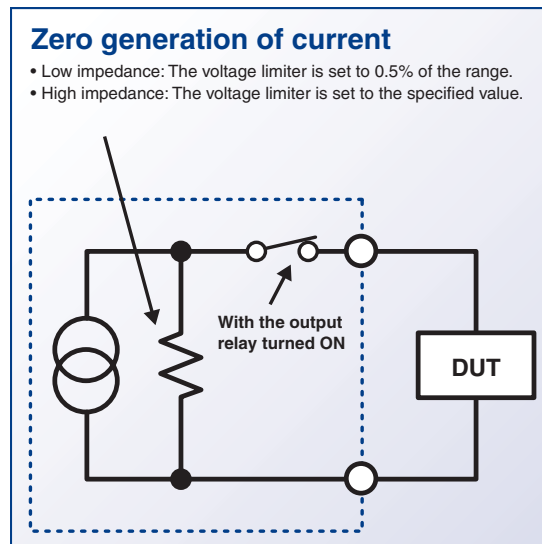 Zero generation of current
• Low impedance: The voltage limiter is set to 0.5% of the range.
• High impedance: The voltage limiter is set to the specified value.
With the output
relay turned ON
DUT